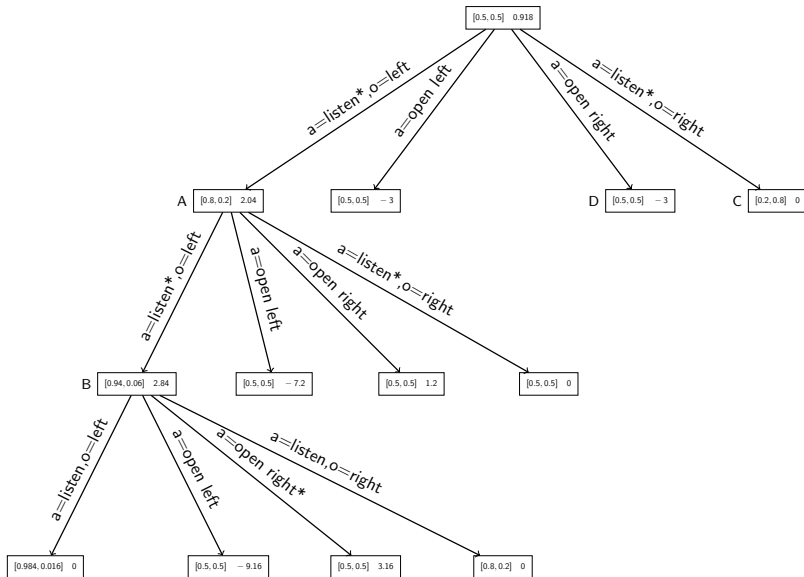 [0.5, 0.5] 0.918
a=listen*,o=left
a=open left
a=open right
a=listen*,o=right
A [0.8, 0.2] 2.04
[0.5, 0.5] − 3
D [0.5, 0.5] − 3
C [0.2, 0.8] 0
a=listen*,o=left
a=open left
a=open right
a=listen*,o=right
B [0.94, 0.06] 2.84
[0.5, 0.5] − 7.2
[0.5, 0.5] 1.2
[0.5, 0.5] 0
a=listen,o=left
a=open left
a=open right*
a=listen,o=right
[0.984, 0.016] 0
[0.5, 0.5] − 9.16
[0.5, 0.5] 3.16
[0.8, 0.2] 0